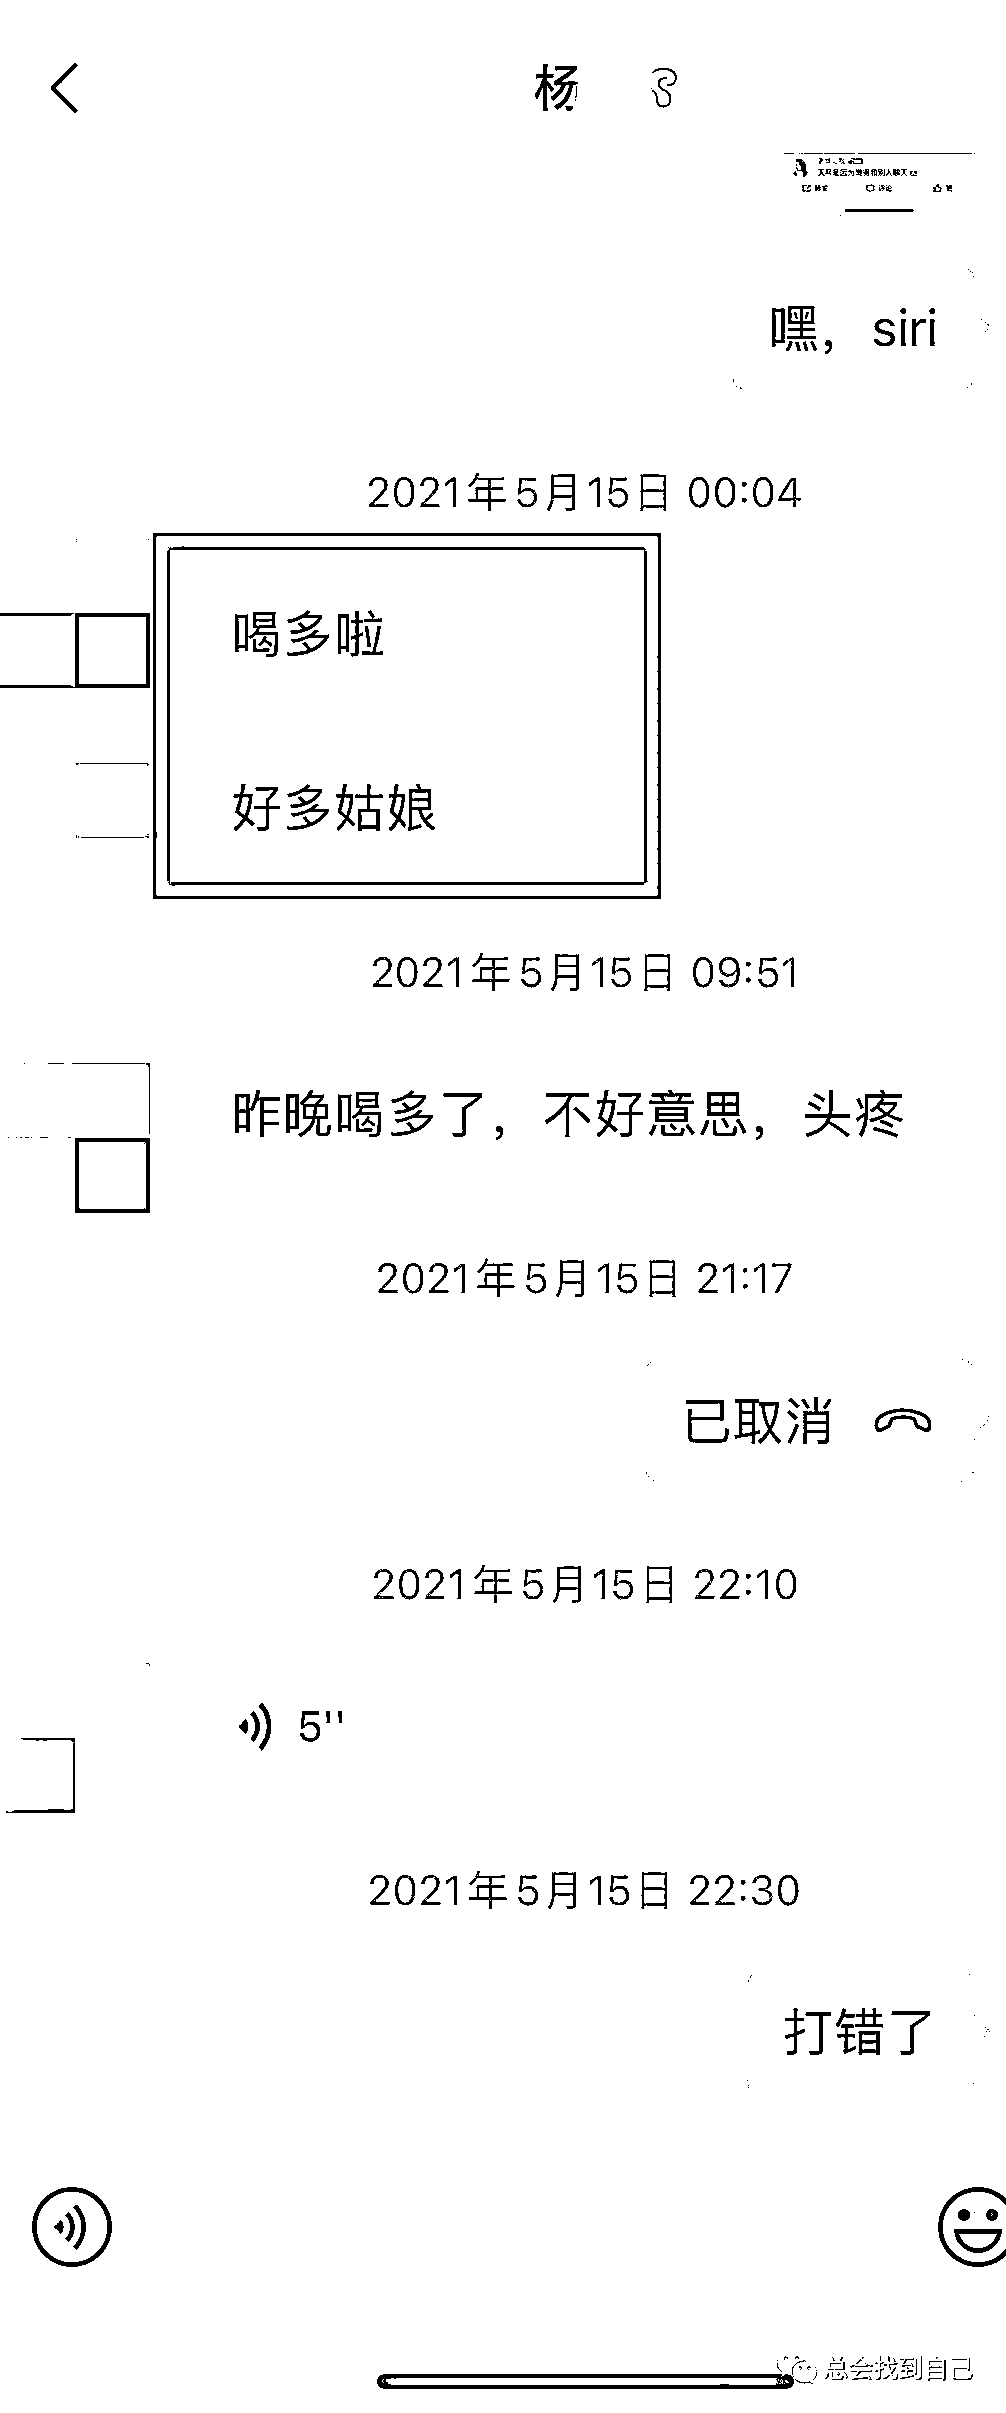 杨
嘿，siri
2021年5月15日 00:04
喝多啦
好多姑娘
2021年5月15日 09:51
昨晚喝多了，不好意思，头疼
2021年5月15日 21:17
已取消
2021年5月15日 22:10
5''
2021年5月15日 22:30
打错了
总会找到自己